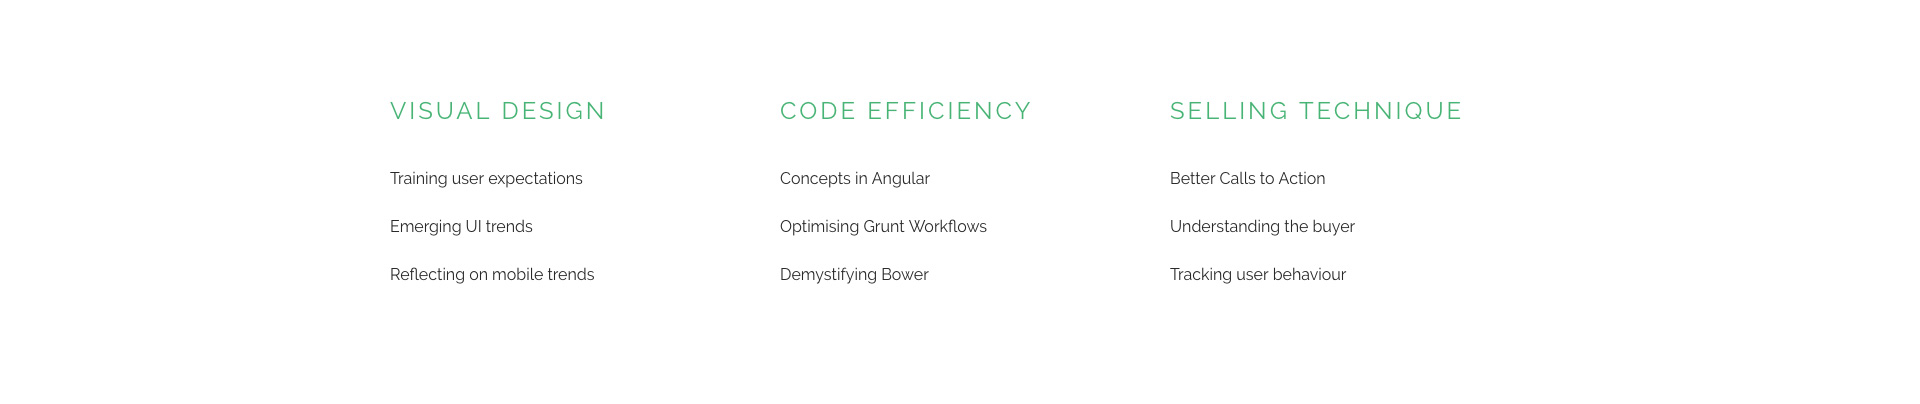 VISUAL DESIGN
Training user expectations
Emerging UI trends
Reflecting on mobile trends
CODE EFFICIENCY
Concepts in Angular
Optimising Grunt Workflows
Demystifying Bower
SELLING TECHNIQUE
Better Calls to Action
Understanding the buyer
Tracking user behaviour